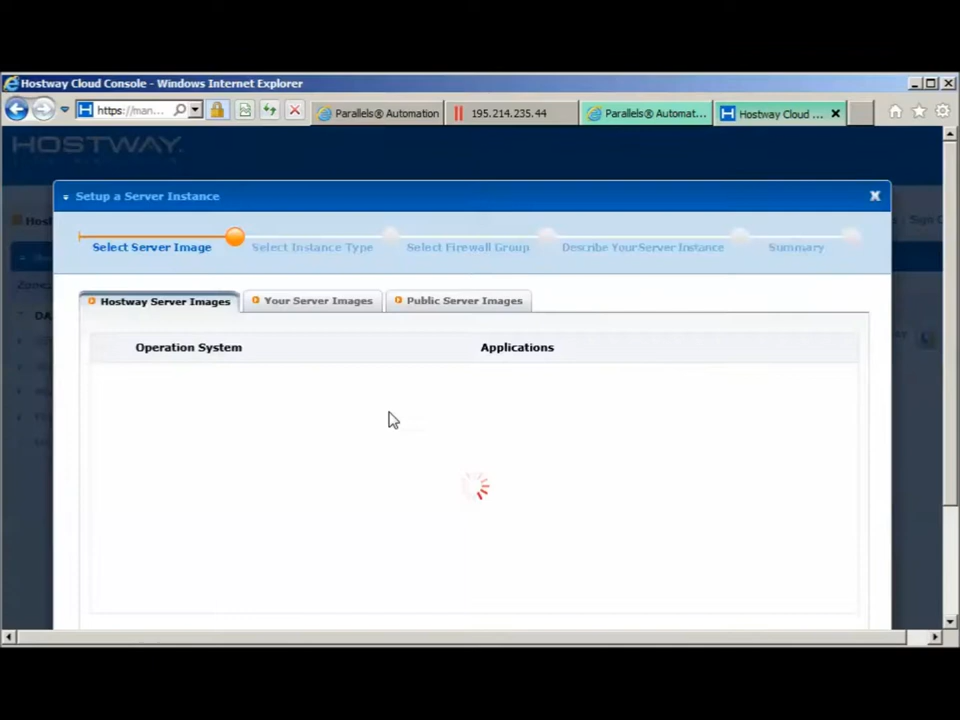 Hostway Cloud Console - Windows Internet Explorer
https://man...
Parallels® Automation
195.214.235.44
Parallels® Automat...
Hostway Cloud ...
HOSTWAY.
Setup a Server Instance
X
Select Server Image
Select Instance Type
Select Firewall Group
Describe Your Server Instance
Summary
Hostway Server Images
Your Server Images
Public Server Images
Operation System
Applications